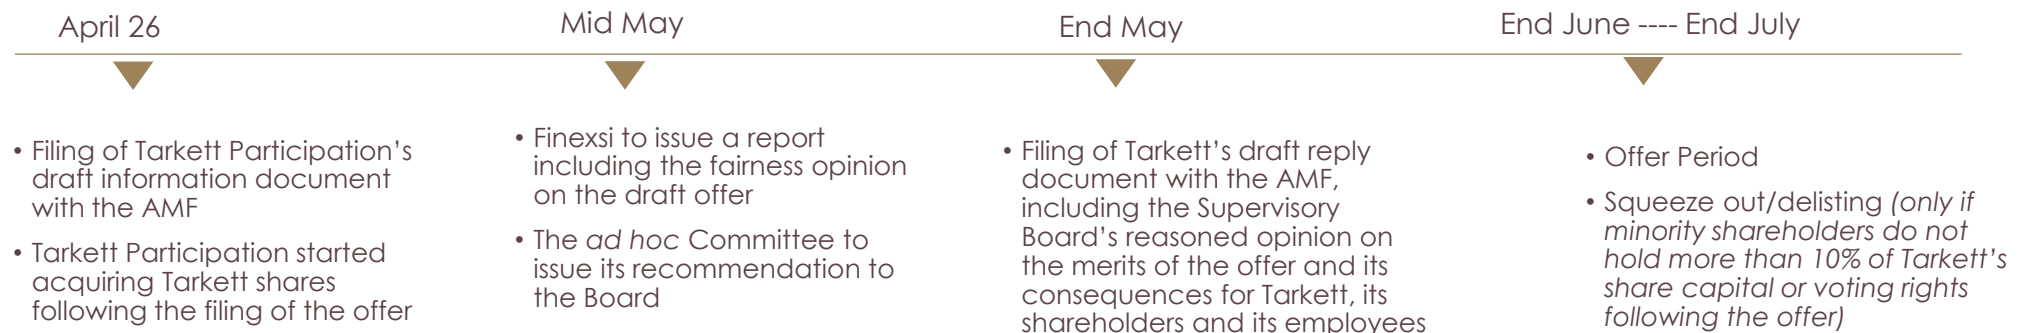 April 26
Mid May
End May
End June ---- End July
• Filing of Tarkett Participation’s
draft information document
with the AMF
• Tarkett Participation started
acquiring Tarkett shares
following the filing of the offer
• Finexsi to issue a report
including the fairness opinion
on the draft offer
• The ad hoc Committee to
issue its recommendation to
the Board
• Filing of Tarkett’s draft reply
document with the AMF,
including the Supervisory
Board’s reasoned opinion on
the merits of the offer and its
consequences for Tarkett, its
shareholders and its employees
• Offer Period
• Squeeze out/delisting (only if
minority shareholders do not
hold more than 10% of Tarkett’s
share capital or voting rights
following the offer)